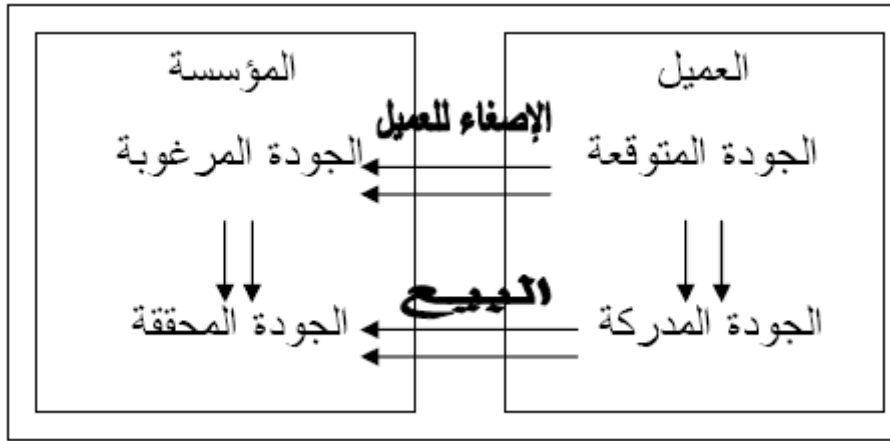 العميل
المؤسسة
الإصغاء للعميل
الجودة المتوقعة
الجودة المرغوبة
البيع
الجودة المدركة
الجودة المحققة